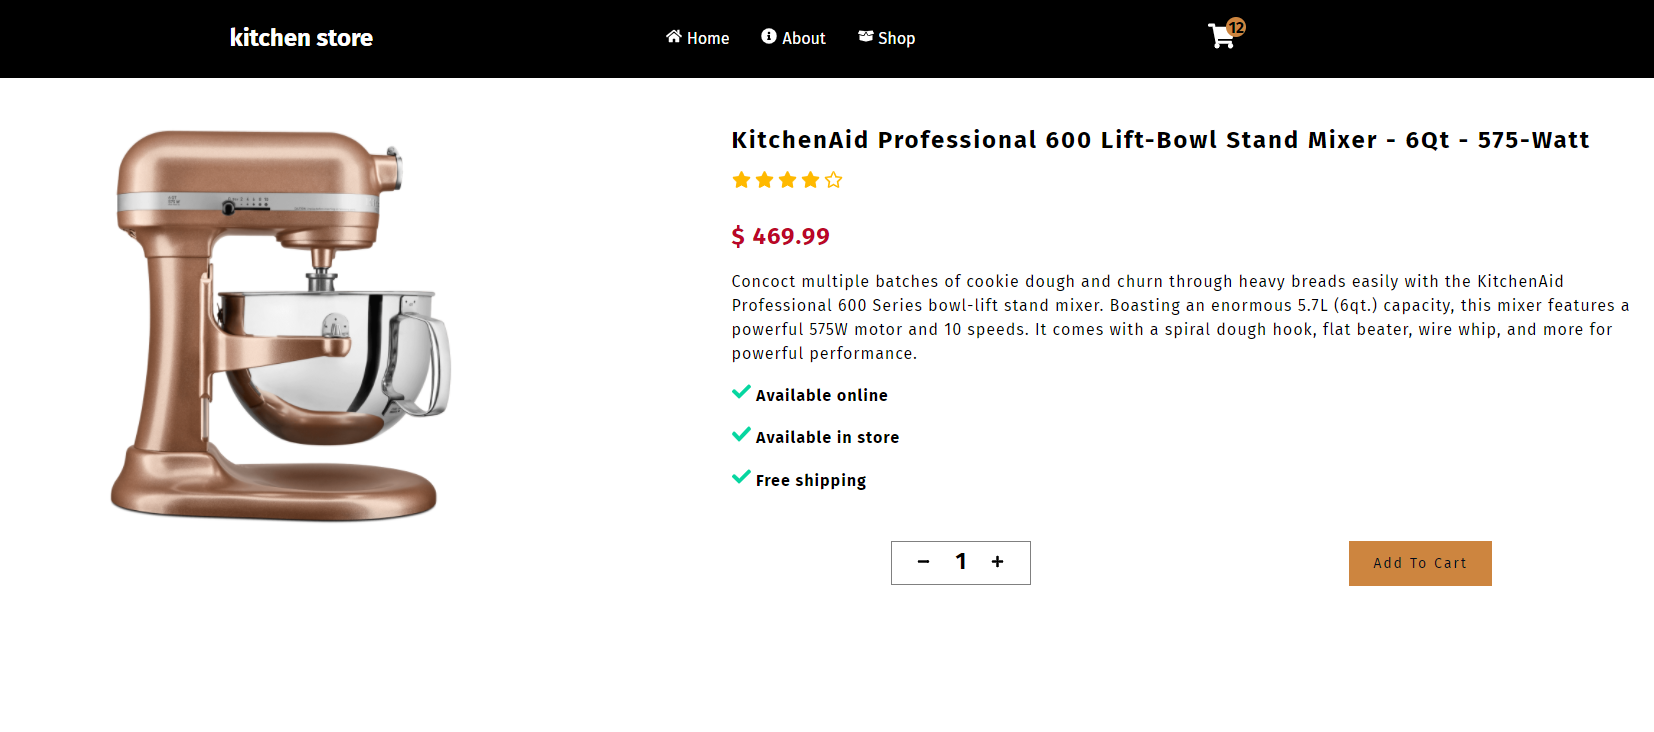 kitchen store
Home
About
Shop
12
KitchenAid Professional 600 Lift-Bowl Stand Mixer - 6Qt - 575-Watt
$ 469.99
Concoct multiple batches of cookie dough and churn through heavy breads easily with the KitchenAid
Professional 600 Series bowl-lift stand mixer. Boasting an enormous 5.7L (6qt.) capacity, this mixer features a
powerful 575W motor and 10 speeds. It comes with a spiral dough hook, flat beater, wire whip, and more for
powerful performance.
Available online
Available in store
Free shipping
− 1 +
Add To Cart